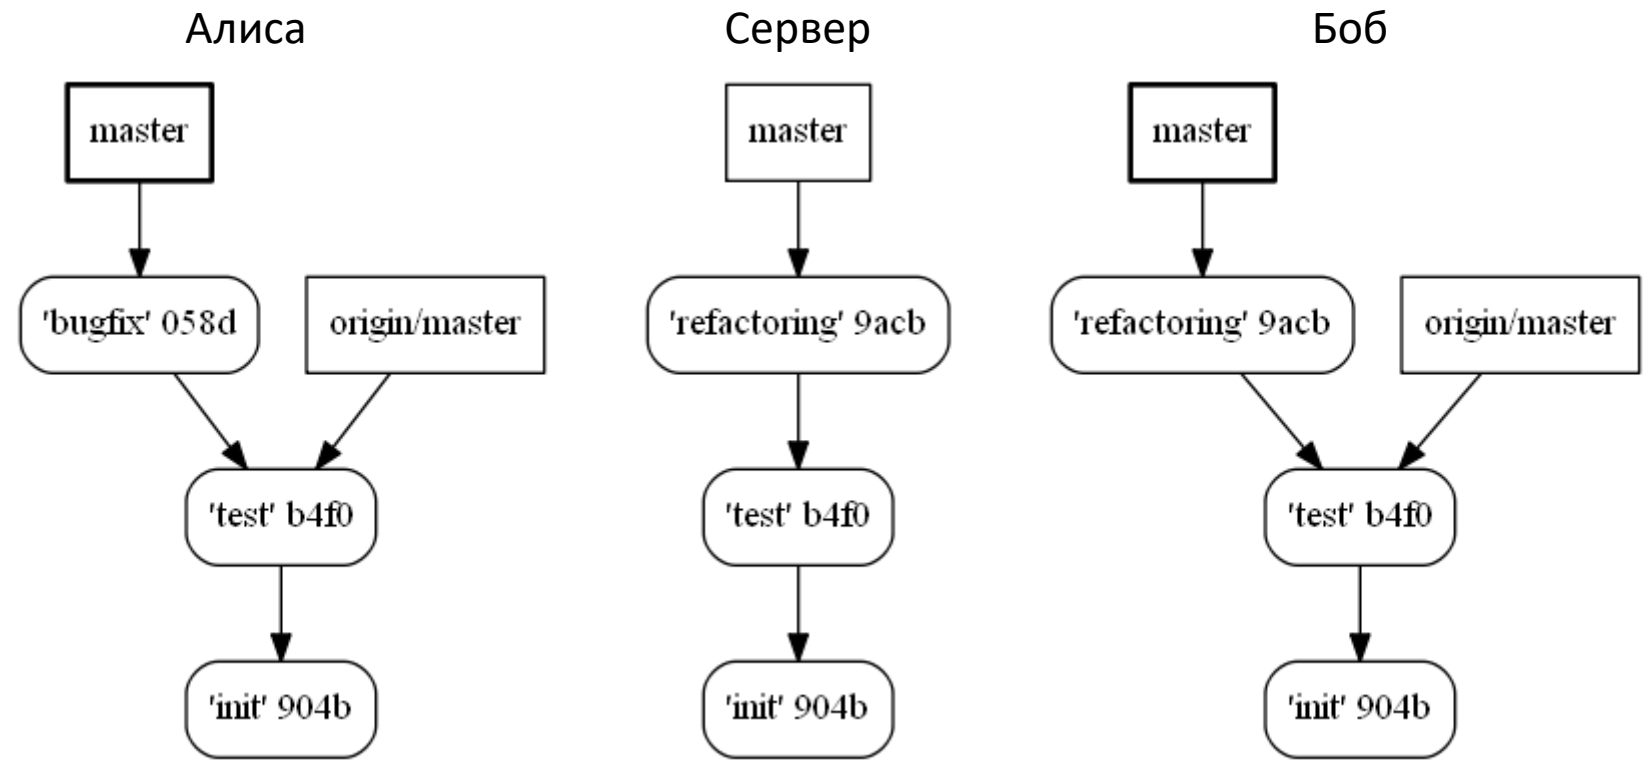 Алиса
Сервер
Боб
master
master
master
'bugfix' 058d
origin/master
'refactoring' 9acb
'refactoring' 9acb
origin/master
'test' b4f0
'test' b4f0
'test' b4f0
'init' 904b
'init' 904b
'init' 904b